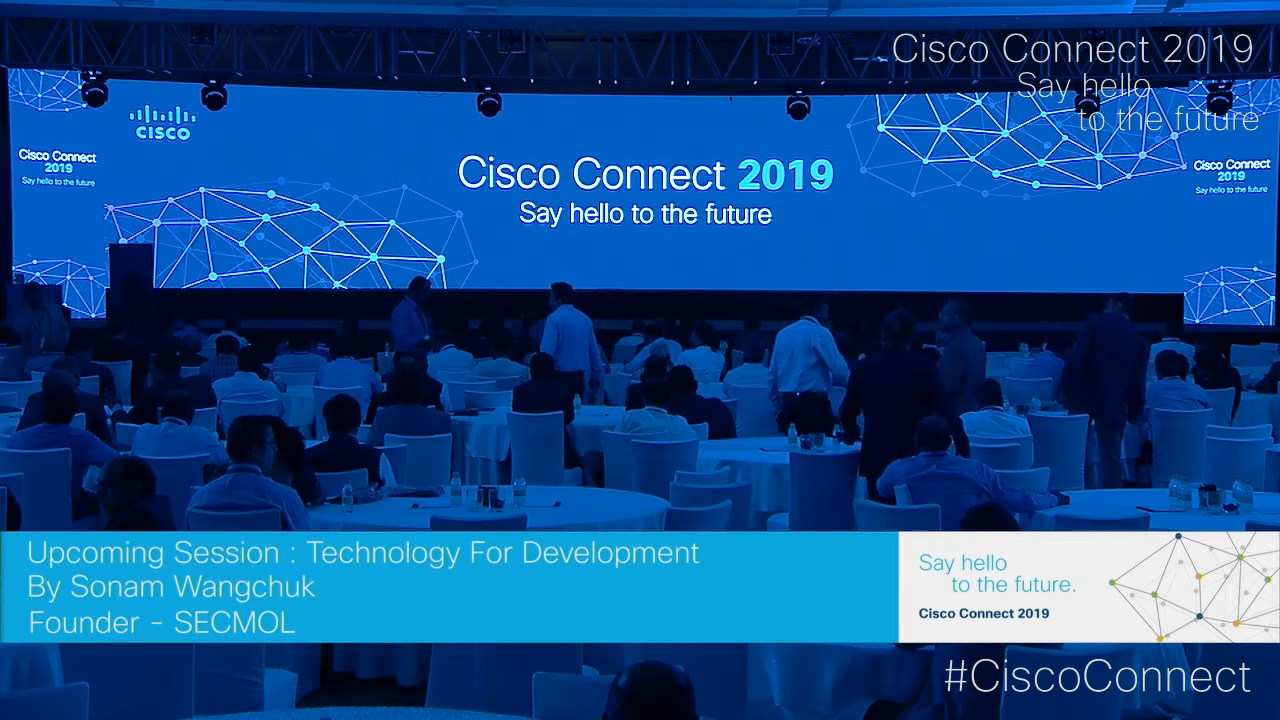 Cisco Connect 2019
Say hello
to the future
CISCO
Cisco Connect
2019
Say hello to the future
Cisco Connect 2019
Say hello to the future
Cisco Connect
2019
Say hello to the future
Upcoming Session : Technology For Development
By Sonam Wangchuk
Founder - SECMOL
Say hello
to the future.
Cisco Connect 2019
#CiscoConnect